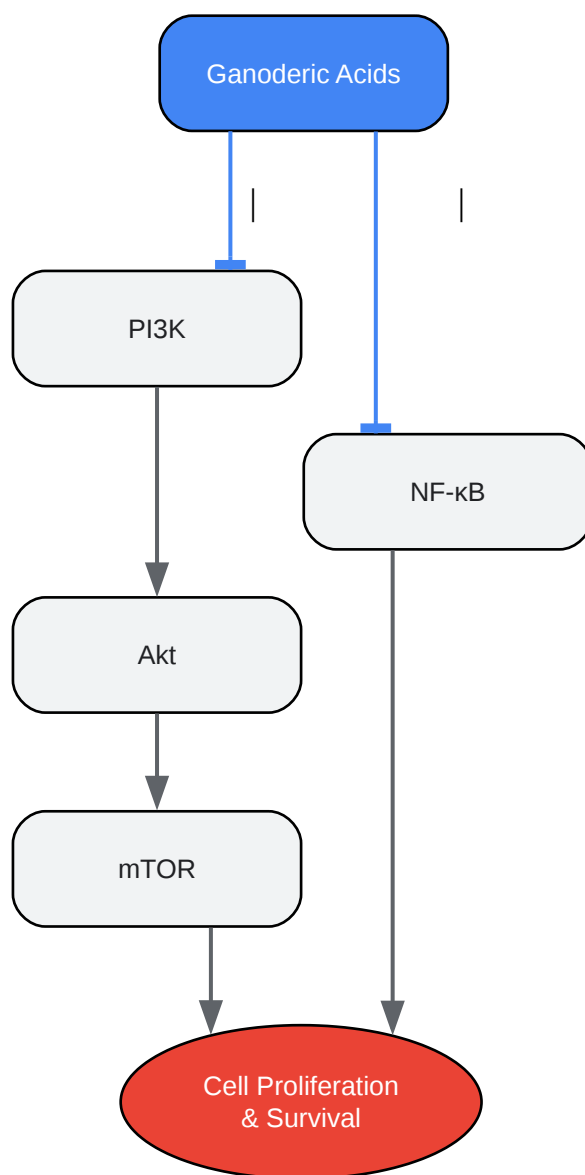 Ganoderic Acids
| |
PI3K
NF-κB
Akt
mTOR
Cell Proliferation
& Survival